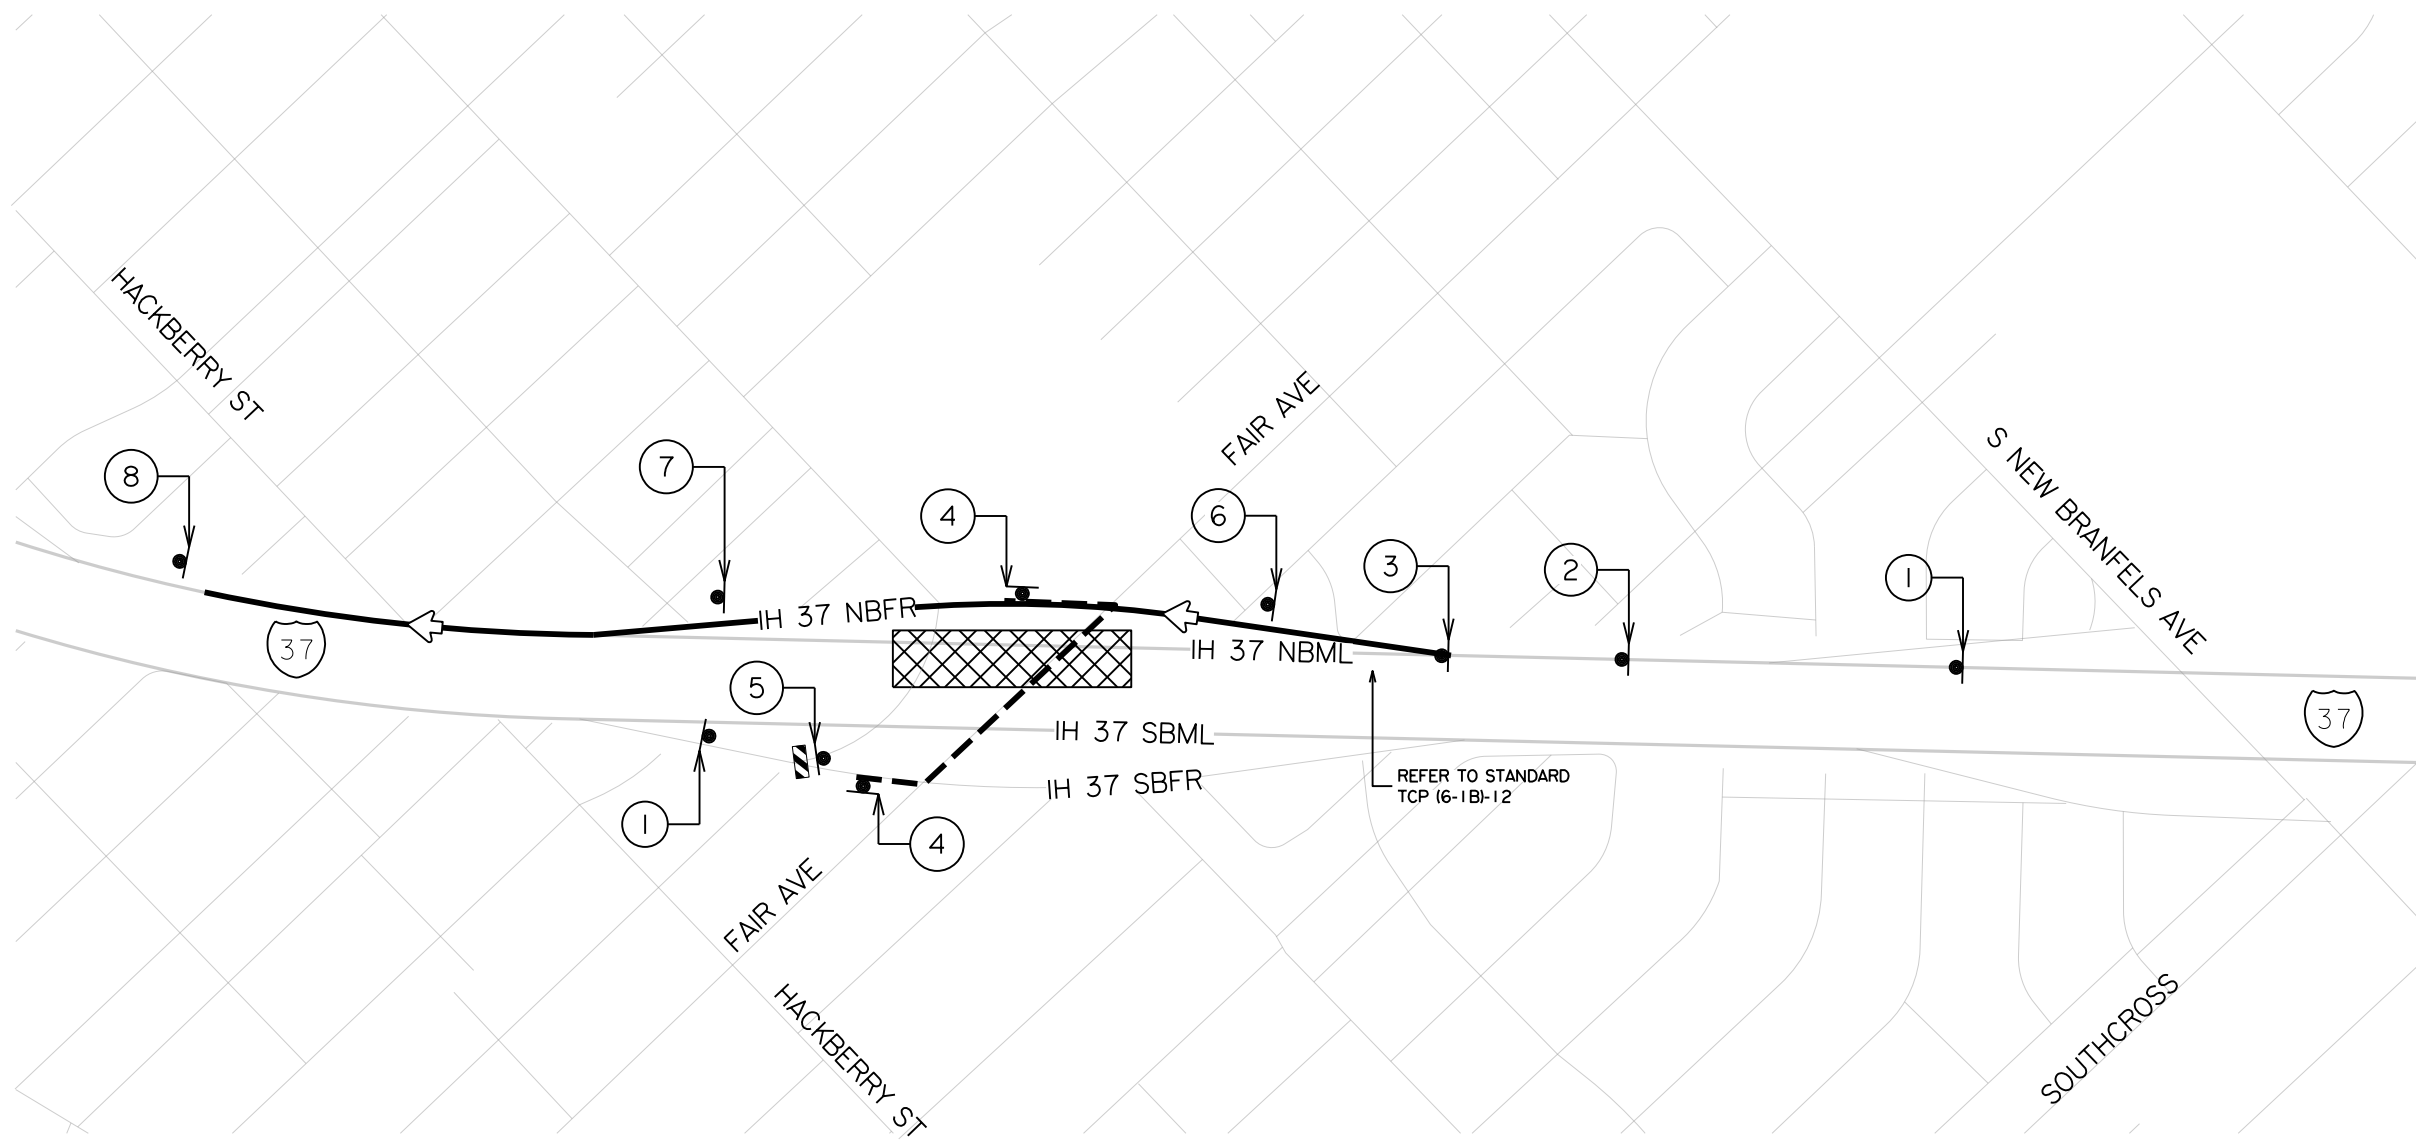 HACKBERRY ST
FAIR AVE
S NEW BRANFELS AVE
8
7
4
6
3
2
1
IH 37 NBFR
IH 37 NBML
37
5
37
IH 37 SBML
IH 37 SBFR
REFER TO STANDARD
TCP (6-1B)-12
1
4
FAIR AVE
HACKBERRY ST
SOUTHCROSS